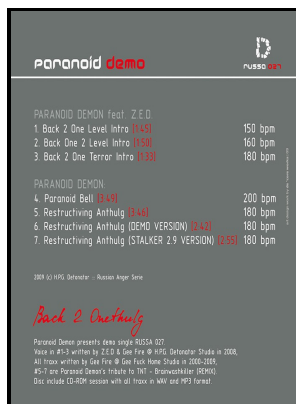 paranoid demo
russa 027
PARANOID DEMON feat. Z.E.D.
1. Back 2 One Level Intro [1:45] 150 bpm
2. Back One 2 Level Intro [1:50] 160 bpm
3. Back 2 One Terror Intro [1:33] 180 bpm
PARANOID DEMON:
4. Paranoid Bell [3:49] 200 bpm
5. Restructiving Anthulg [3:46] 180 bpm
6. Restructiving Anthulg (DEMO VERSION) [2:42] 180 bpm
7. Restructiving Anthulg (STALKER 2.9 VERSION) [2:55] 180 bpm
2009 (c) H.P.G. Detonator :: Russian Anger Serie
Back 2 Onethulg
Paranoid Demon presents demo single RUSSA 027.
Voice in #1-3 written by Z.E.D & Gee Fire @ H.P.G. Detonator Studio in 2008,
All traxx written by Gee Fire @ Gee Fuck Home Studio in 2000-2009,
#5-7 are Paranoid Demon's tribute to TNT - Brainwashkiller (REMIX).
Disc include CD-ROM session with all traxx in WAV and MP3 format.